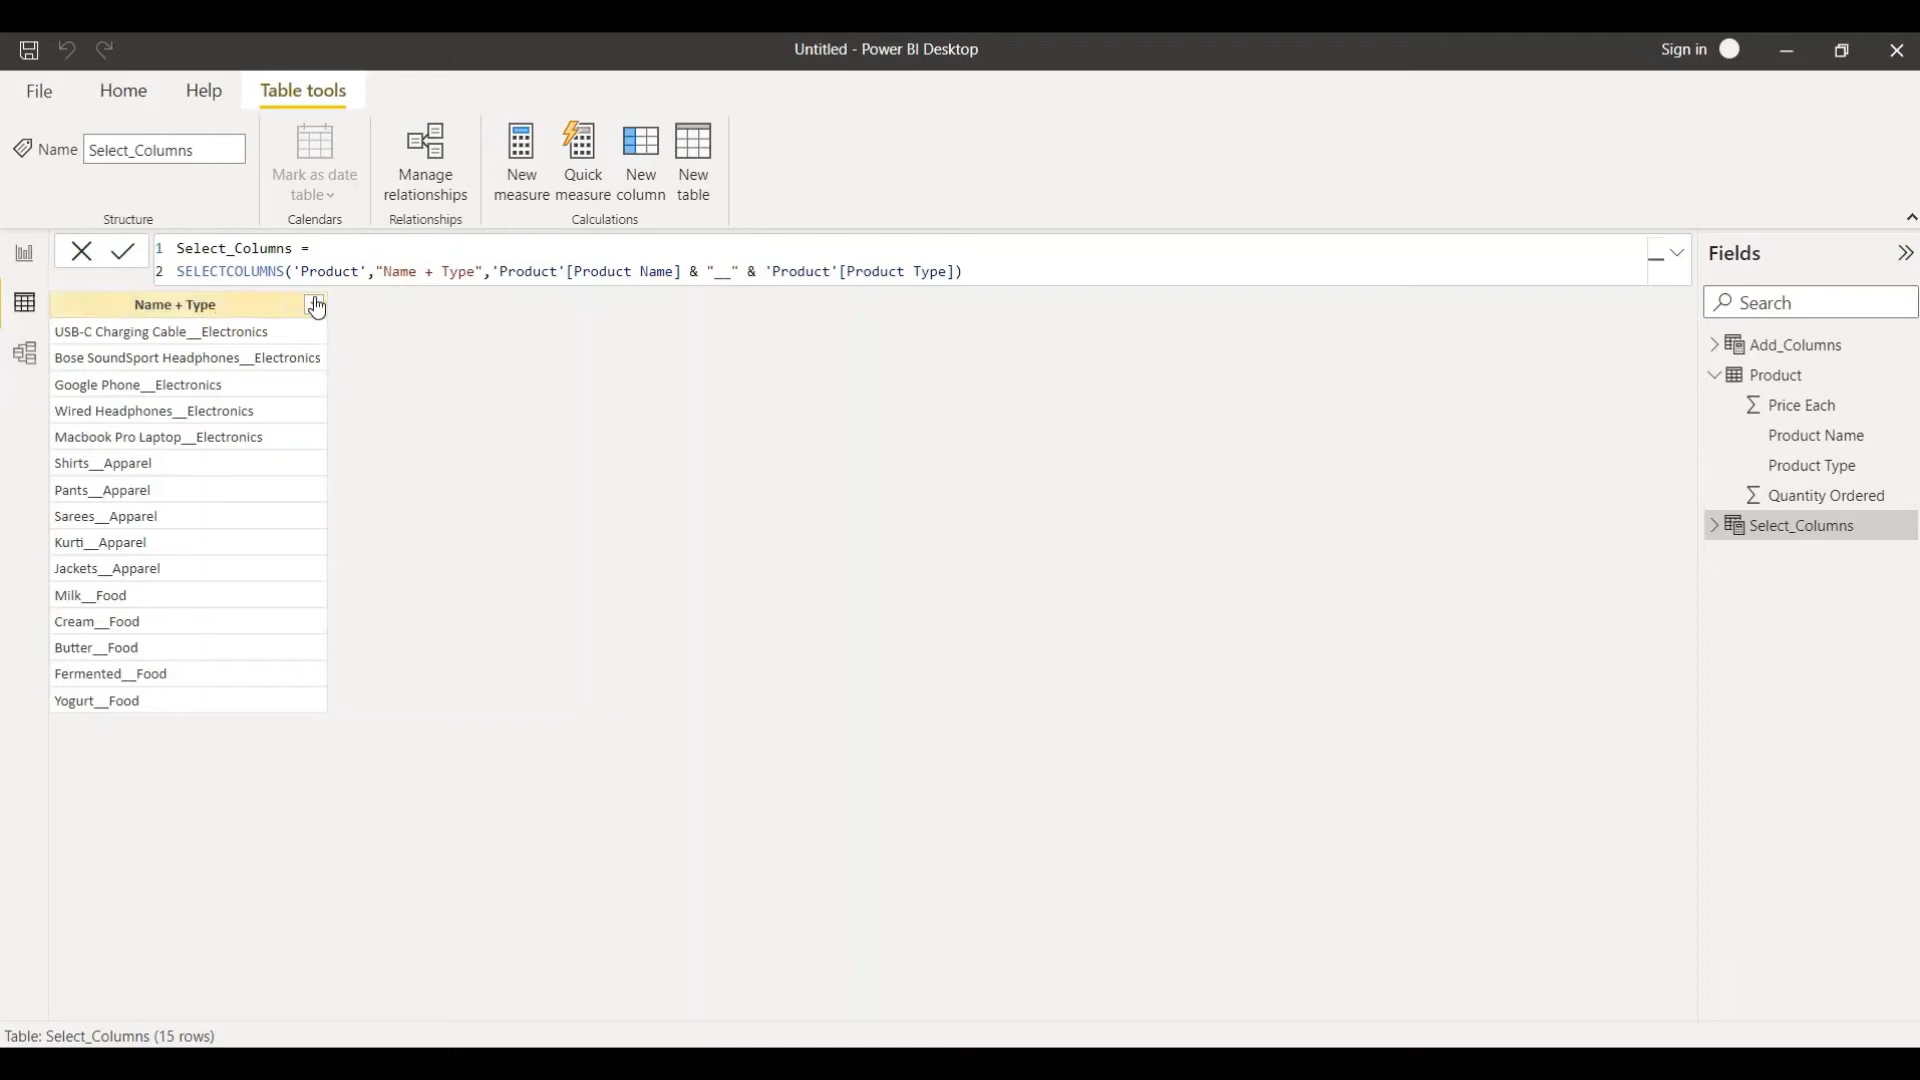 Untitled - Power BI Desktop
Sign in
File
Home
Help
Table tools
Name
Select_Columns
Mark as date
table
Manage
relationships
New
measure
Quick
measure
New
column
New
table
Structure
Calendars
Relationships
Calculations
1 Select_Columns =
2 SELECTCOLUMNS('Product',"Name + Type",'Product'[Product Name] & "__" & 'Product'[Product Type])
Name + Type
USB-C Charging Cable__Electronics
Bose SoundSport Headphones__Electronics
Google Phone__Electronics
Wired Headphones__Electronics
Macbook Pro Laptop__Electronics
Shirts__Apparel
Pants__Apparel
Sarees__Apparel
Kurti__Apparel
Jackets__Apparel
Milk__Food
Cream__Food
Butter__Food
Fermented__Food
Yogurt__Food
Fields
Search
Add_Columns
Product
Price Each
Product Name
Product Type
Quantity Ordered
Select_Columns
Table: Select_Columns (15 rows)